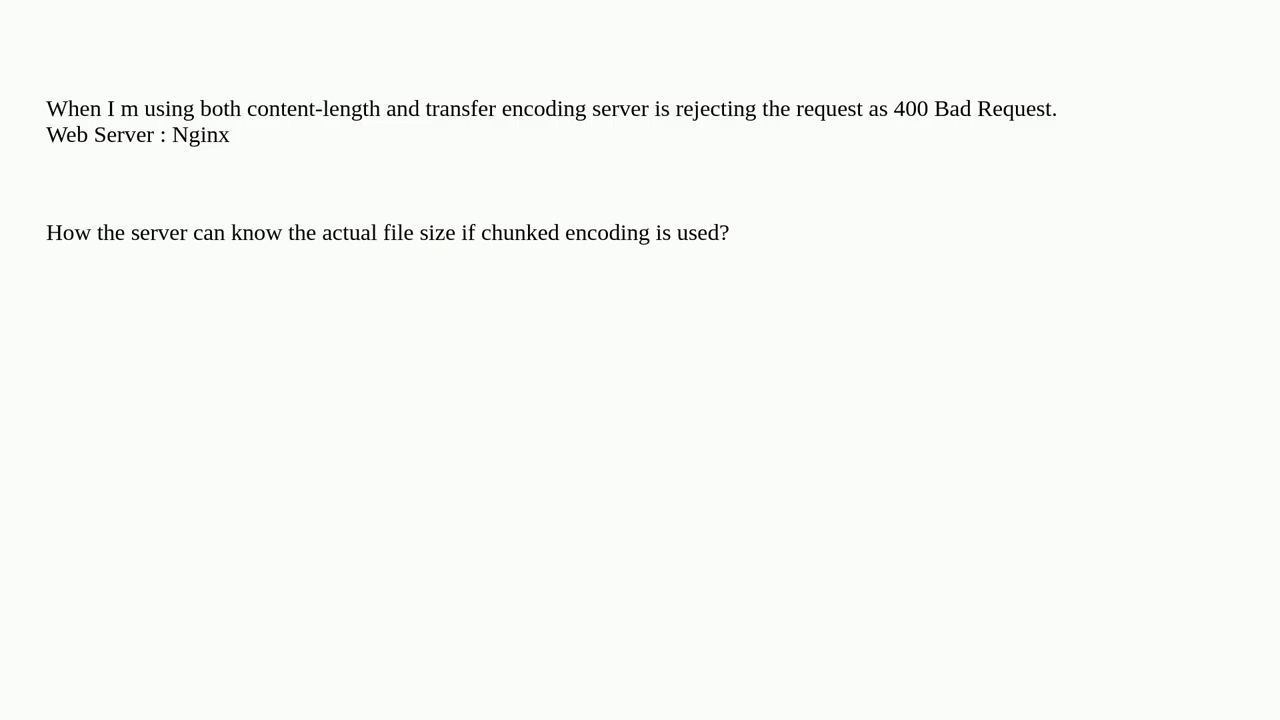 When I m using both content-length and transfer encoding server is rejecting the request as 400 Bad Request.
Web Server : Nginx
How the server can know the actual file size if chunked encoding is used?